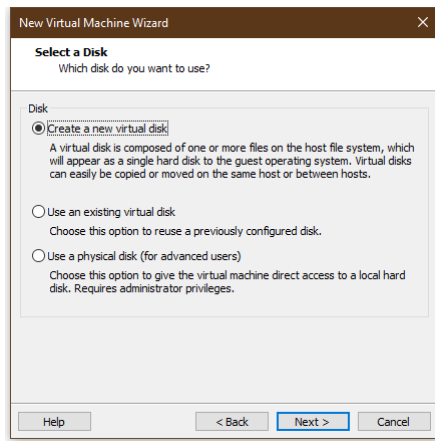 New Virtual Machine Wizard
Select a Disk
Which disk do you want to use?
Disk
Create a new virtual disk
A virtual disk is composed of one or more files on the host file system, which
will appear as a single hard disk to the guest operating system. Virtual disks
can easily be copied or moved on the same host or between hosts.
Use an existing virtual disk
Choose this option to reuse a previously configured disk.
Use a physical disk (for advanced users)
Choose this option to give the virtual machine direct access to a local hard
disk. Requires administrator privileges.
Help < Back Next > Cancel